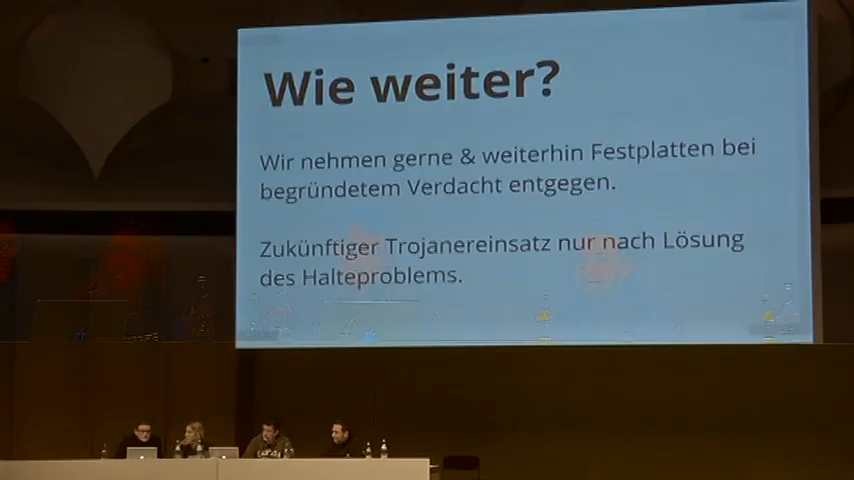 Wie weiter?
Wir nehmen gerne & weiterhin Festplatten bei
begründetem Verdacht entgegen.
Zukünftiger Trojanereinsatz nur nach Lösung
des Halteproblems.